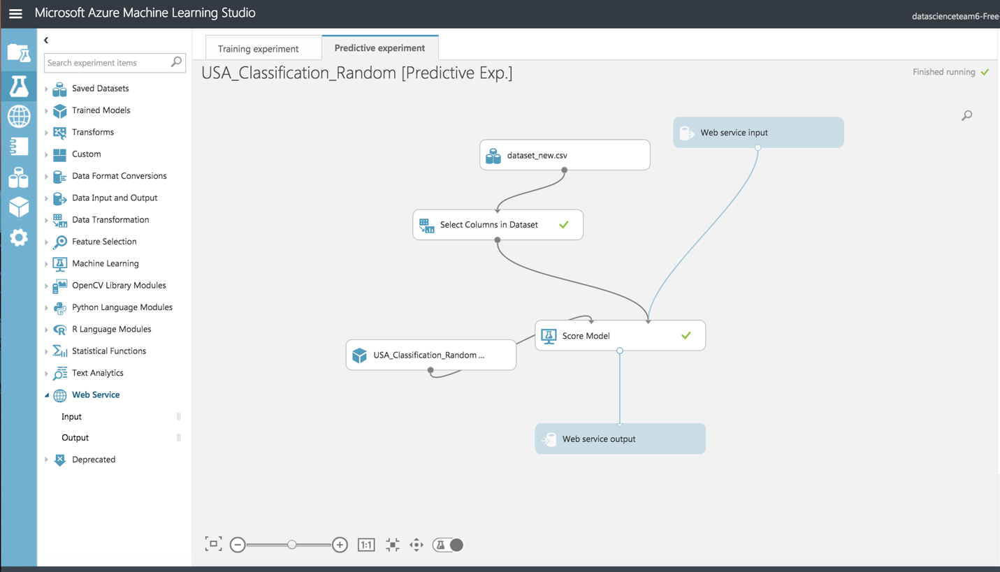 Microsoft Azure Machine Learning Studio
datascienceteam6-Free-
Training experiment
Predictive experiment
Search experiment items
USA_Classification_Random [Predictive Exp.]
Finished running
Saved Datasets
Trained Models
Transforms
Custom
Data Format Conversions
Data Input and Output
Data Transformation
Feature Selection
Machine Learning
OpenCV Library Modules
Python Language Modules
R Language Modules
Statistical Functions
Text Analytics
Web Service
Input
Output
Deprecated
Web service input
dataset_new.csv
Select Columns in Dataset
Score Model
USA_Classification_Random ...
Web service output
1:1